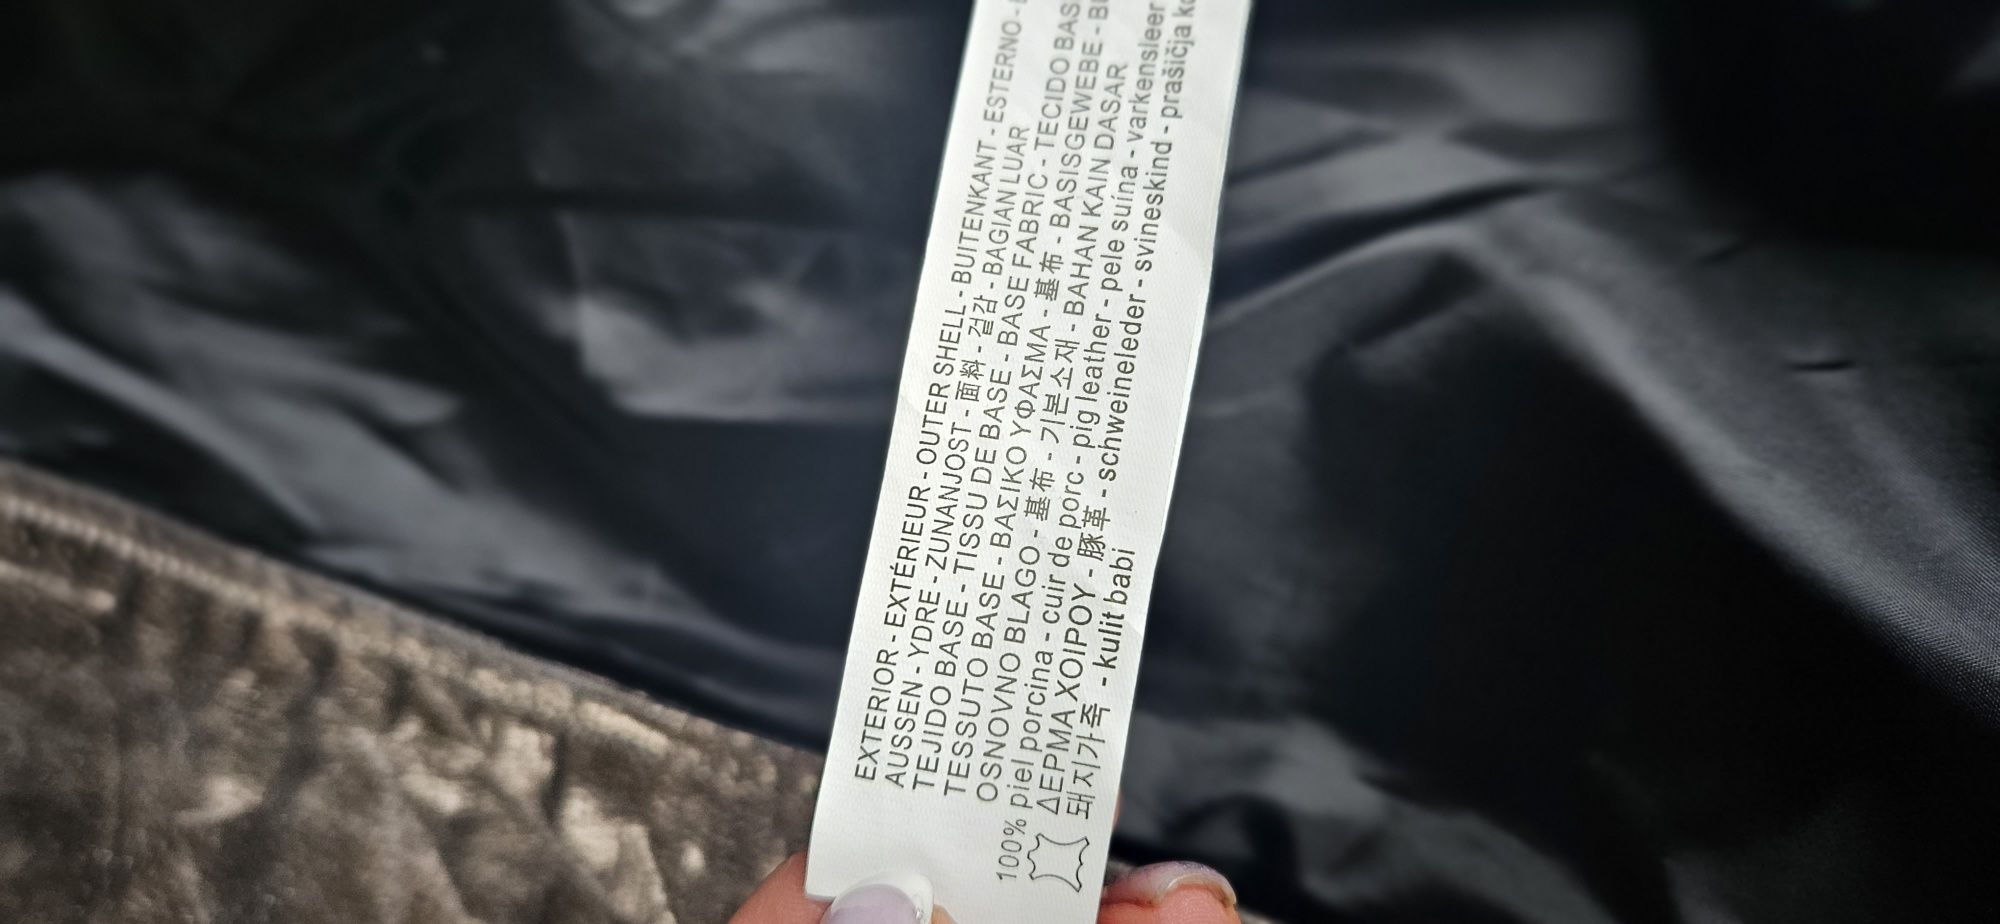 EXTERIOR - EXTÉRIEUR - OUTER SHELL - BUITENKANT - ESTERNO -
AUSSEN - YDRE - ZUNANJOST - 面料 - 겉감 - BAGIAN LUAR
TEJIDO BASE - TISSU DE BASE - BASE FABRIC - TECIDO BASE
TESSUTO BASE - ΒΑΣΙΚΟ ΥΦΑΣΜΑ - 基布 - BASISGEWEBE -
OSNOVNO BLAGO - 基布 - 기본소재 - BAHAN KAIN DASAR
100% piel porcina - cuir de porc - pig leather - pele suína - varkensleer
ΔΕΡΜΑ ΧΟΙΡΟΥ - 豚革 - schweineleder - svineskind - prašičja
돼지가죽 - kulit babi